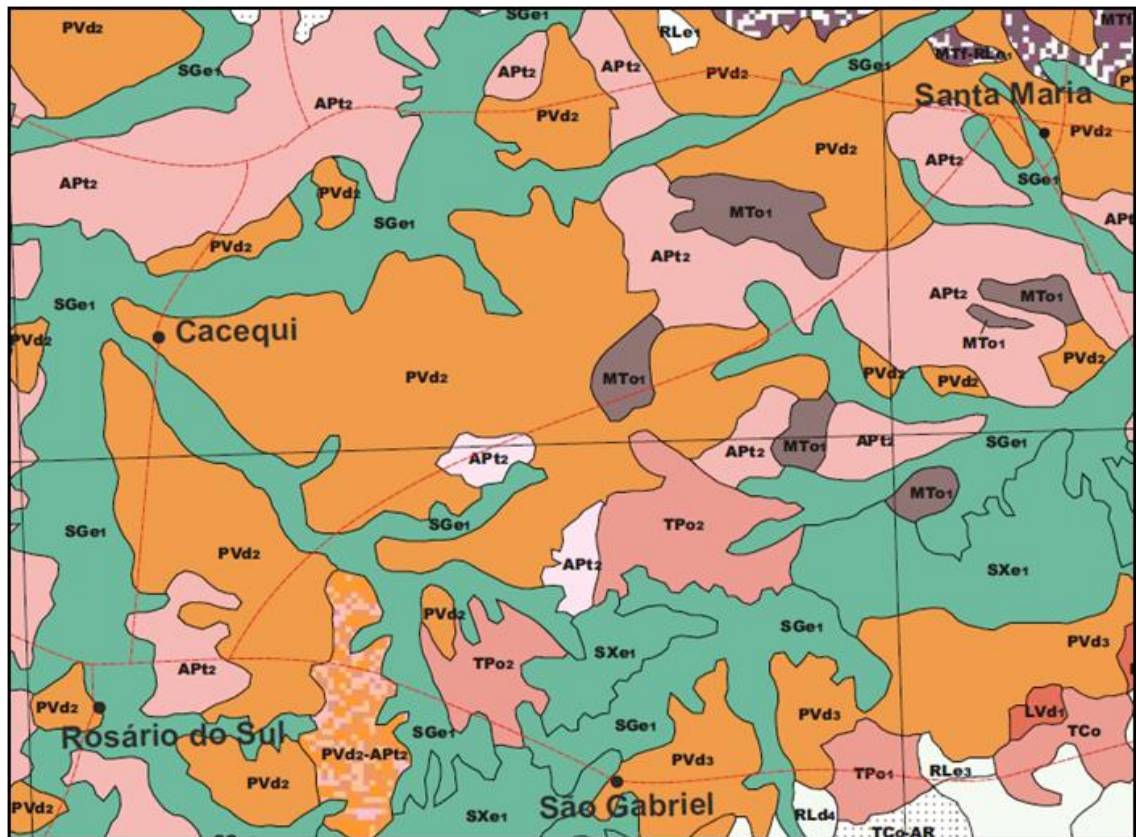 PVd2
SGe1
RLe1
MTf
SGe1
MTf-RLe1
APt2
APt2
PVd2
APt2
Santa Maria
PVd2
PVd2
PVd2
APt2
SGe1
APt2
PVd2
MTo1
SGe1
PVd2
APt2
SGe1
APt2
MTo1
Cacequi
PVd2
MTo1
PVd2
PVd2
MTo1
PVd2
PVd2
APt2
MTo1
APt2
SGe1
APt2
MTo1
SGe1
TPo2
SGe1
PVd2
APt2
SXe1
PVd2
SGe1
PVd3
SXe1
APt2
TPo2
PVd2
LVd1
PVd3
SGe1
SGe1
TCo
Rosário do Sul
PVd2-APt2
PVd3
PVd2
TPo1
RLe3
PVd2
São Gabriel
RLd4
SXe1
TCo-AR